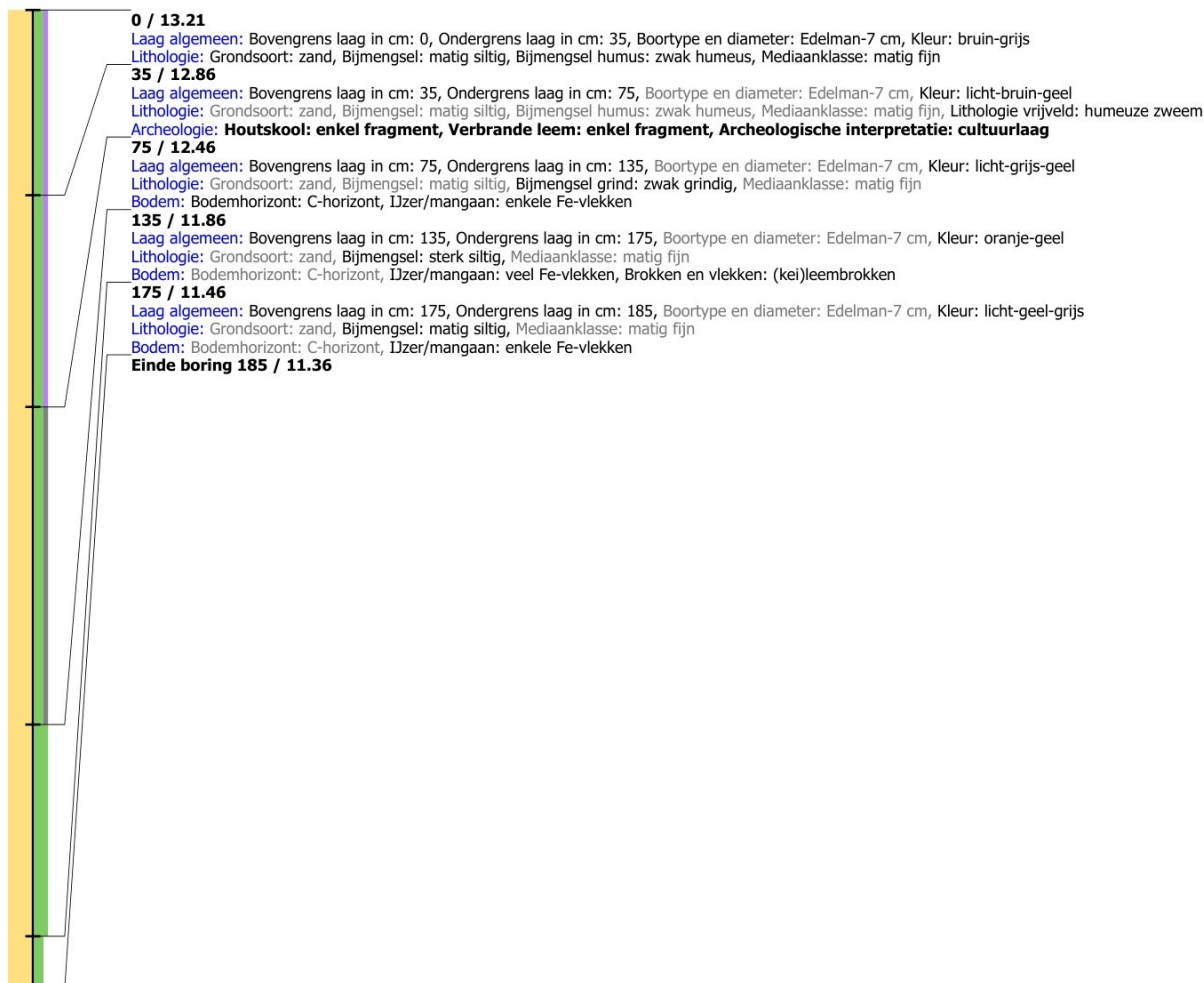 0 / 13.21
Laag algemeen: Bovengrens laag in cm: 0, Ondergrens laag in cm: 35, Boortype en diameter: Edelman-7 cm, Kleur: bruin-grijs
Lithologie: Grondsoort: zand, Bijmengsel: matig siltig, Bijmengsel humus: zwak humeus, Mediaanklasse: matig fijn
35 / 12.86
Laag algemeen: Bovengrens laag in cm: 35, Ondergrens laag in cm: 75, Boortype en diameter: Edelman-7 cm, Kleur: licht-bruin-geel
Lithologie: Grondsoort: zand, Bijmengsel: matig siltig, Bijmengsel humus: zwak humeus, Mediaanklasse: matig fijn, Lithologie vrijveld: humeuze zweem
Archeologie: Houtskool: enkel fragment, Verbrande leem: enkel fragment, Archeologische interpretatie: cultuurlaag
75 / 12.46
Laag algemeen: Bovengrens laag in cm: 75, Ondergrens laag in cm: 135, Boortype en diameter: Edelman-7 cm, Kleur: licht-grijs-geel
Lithologie: Grondsoort: zand, Bijmengsel: matig siltig, Bijmengsel grind: zwak grindig, Mediaanklasse: matig fijn
Bodem: Bodemhorizont: C-horizont, IJzer/mangaan: enkele Fe-vlekken
135 / 11.86
Laag algemeen: Bovengrens laag in cm: 135, Ondergrens laag in cm: 175, Boortype en diameter: Edelman-7 cm, Kleur: oranje-geel
Lithologie: Grondsoort: zand, Bijmengsel: sterk siltig, Mediaanklasse: matig fijn
Bodem: Bodemhorizont: C-horizont, IJzer/mangaan: veel Fe-vlekken, Brokken en vlekken: (kei)leembrokken
175 / 11.46
Laag algemeen: Bovengrens laag in cm: 175, Ondergrens laag in cm: 185, Boortype en diameter: Edelman-7 cm, Kleur: licht-geel-grijs
Lithologie: Grondsoort: zand, Bijmengsel: matig siltig, Mediaanklasse: matig fijn
Bodem: Bodemhorizont: C-horizont, IJzer/mangaan: enkele Fe-vlekken
Einde boring 185 / 11.36